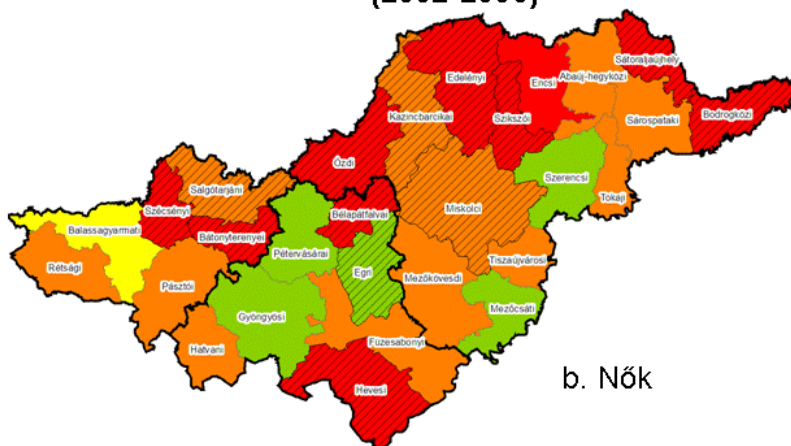 Sátoraljaújhely
Edelényi
Encsi
Abaúj-hegyközi
Kazincbarcikai
Szikszói
Sárospataki
Bodrogközi
Ózdi
Szerencsi
Salgótarjáni
Tokaji
Szécsényi
Bélapátfalvai
Miskolci
Balassagyarmati
Bátonyterenyei
Pétervásárai
Rétsági
Egri
Tiszaújvárosi
Mezőkövesdi
Pásztói
Mezőcsáti
Gyöngyösi
Füzesabonyi
Hatvani
b. Nők
Hevesi